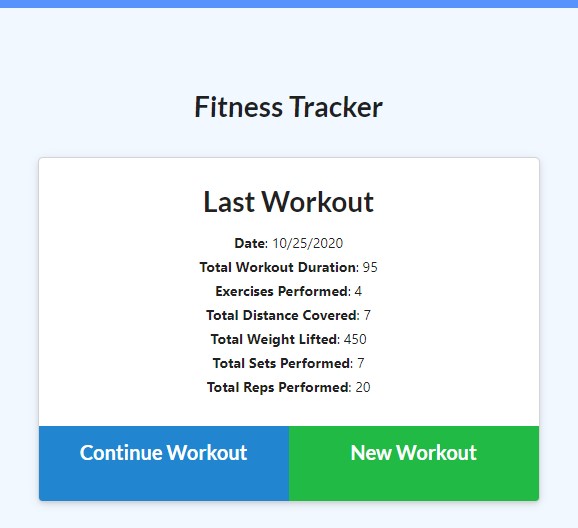 Fitness Tracker
Last Workout
Date: 10/25/2020
Total Workout Duration: 95
Exercises Performed: 4
Total Distance Covered: 7
Total Weight Lifted: 450
Total Sets Performed: 7
Total Reps Performed: 20
Continue Workout
New Workout